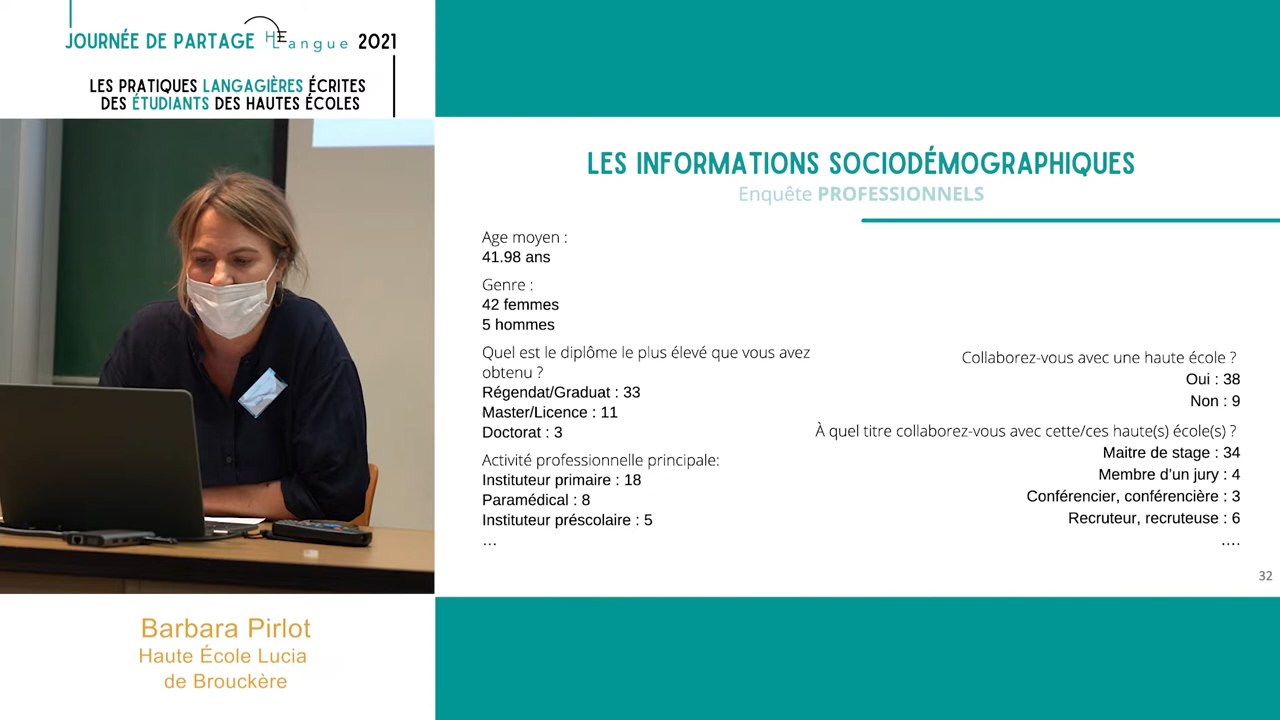 JOURNÉE DE PARTAGE HELangue 2021
LES PRATIQUES LANGAGIÈRES ÉCRITES
DES ÉTUDIANTS DES HAUTES ÉCOLES
LES INFORMATIONS SOCIODÉMOGRAPHIQUES
Enquête PROFESSIONNELS
Age moyen :
41.98 ans
Genre :
42 femmes
5 hommes
Quel est le diplôme le plus élevé que vous avez
obtenu ?
Régendat/Graduat : 33
Master/Licence : 11
Doctorat : 3
Activité professionnelle principale:
Instituteur primaire : 18
Paramédical : 8
Instituteur préscolaire : 5
...
Collaborez-vous avec une haute école ?
Oui : 38
Non : 9
À quel titre collaborez-vous avec cette/ces haute(s) école(s) ?
Maitre de stage : 34
Membre d'un jury : 4
Conférencier, conférencière : 3
Recruteur, recruteuse : 6
....
32
Barbara Pirlot
Haute École Lucia
de Brouckère